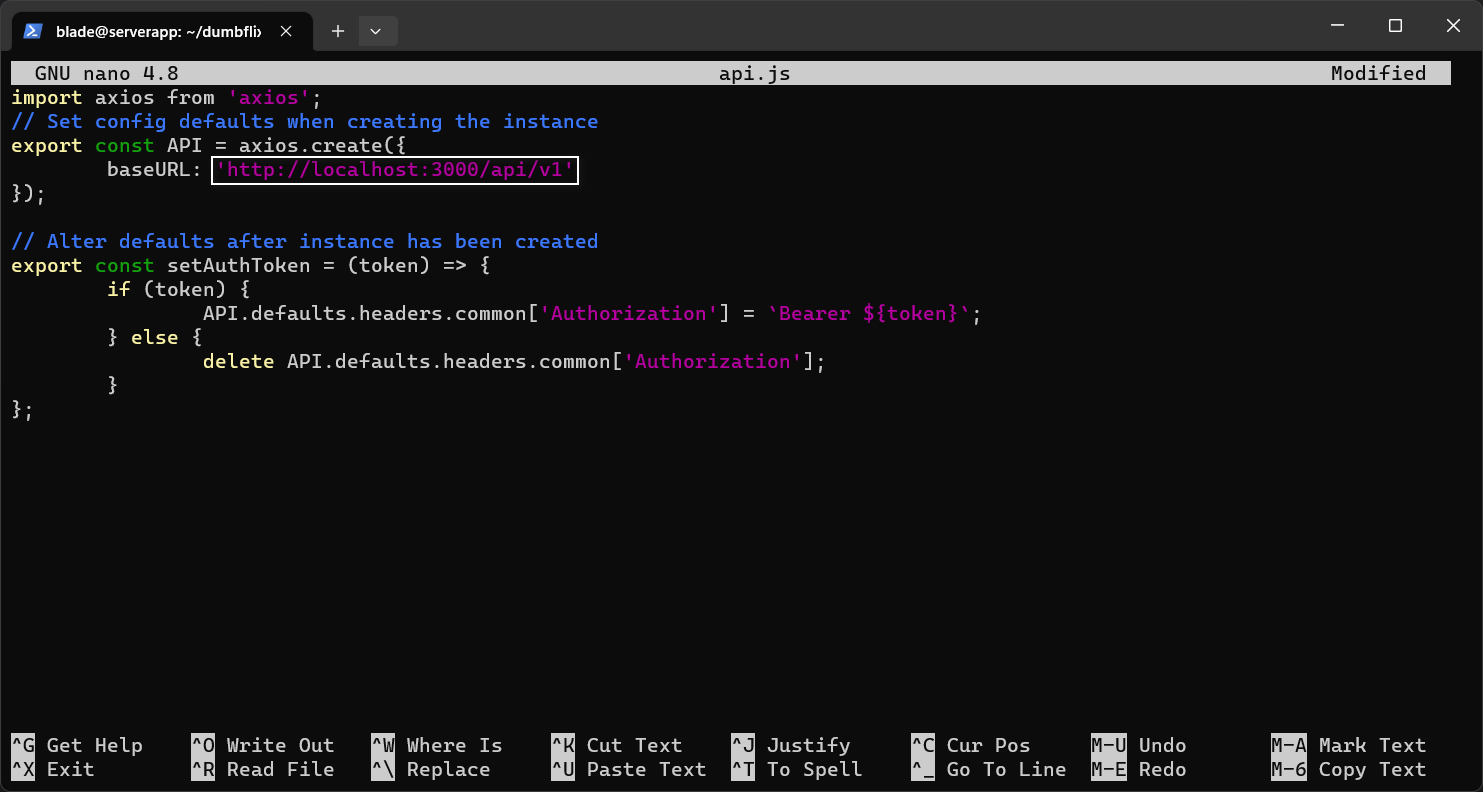 blade@serverapp: ~/dumbflix
GNU nano 4.8 api.js Modified
import axios from 'axios';
// Set config defaults when creating the instance
export const API = axios.create({
        baseURL: 'http://localhost:3000/api/v1'
});

// Alter defaults after instance has been created
export const setAuthToken = (token) => {
        if (token) {
                API.defaults.headers.common['Authorization'] = `Bearer ${token}`;
        } else {
                delete API.defaults.headers.common['Authorization'];
        }
};
^G Get Help ^O Write Out ^W Where Is ^K Cut Text ^J Justify ^C Cur Pos M-U Undo M-A Mark Text
^X Exit ^R Read File ^\ Replace ^U Paste Text ^T To Spell ^_ Go To Line M-E Redo M-6 Copy Text